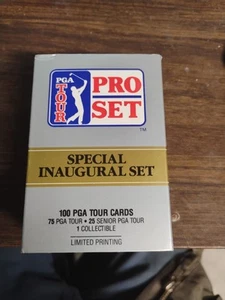 PGA TOUR
PRO
SET
TM
SPECIAL
INAUGURAL SET
100 PGA TOUR CARDS
75 PGA TOUR • 25 SENIOR PGA TOUR
1 COLLECTIBLE
LIMITED PRINTING